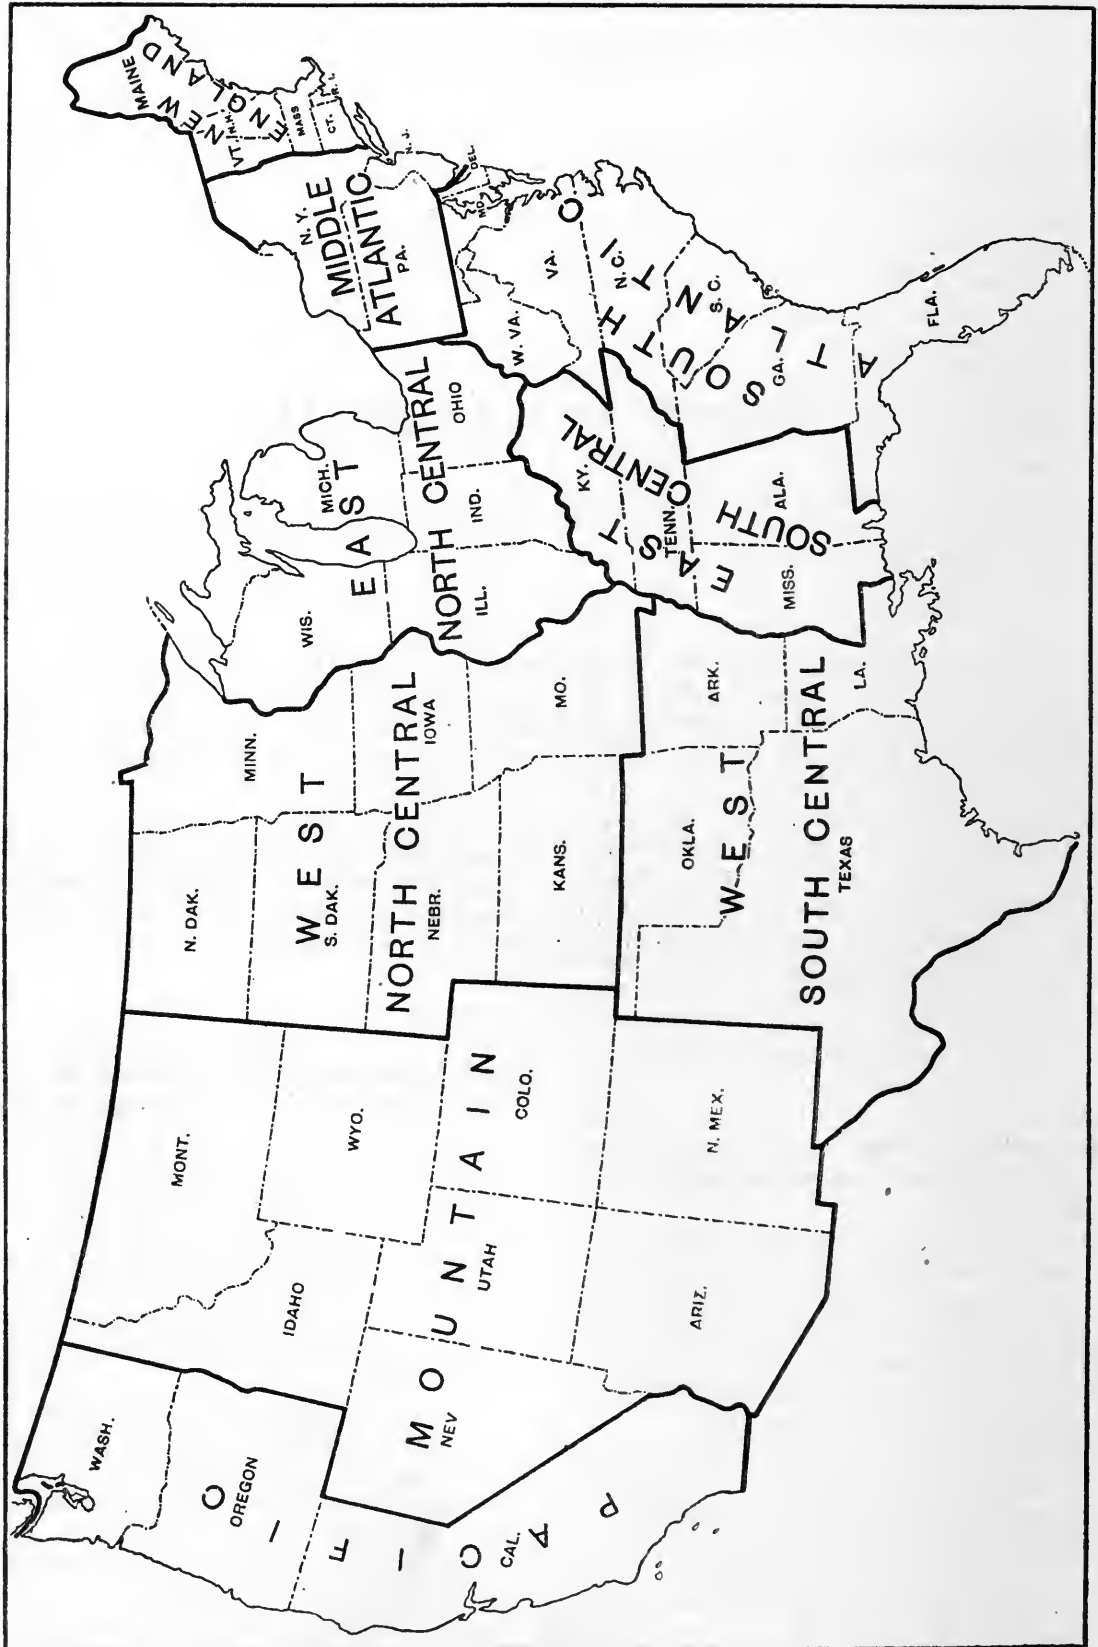 PACIFIC
WASH.
OREGON
CAL.
MOUNTAIN
MONT.
IDAHO
WYO.
NEV
UTAH
COLO.
ARIZ.
N. MEX.
WEST
NORTH CENTRAL
N. DAK.
S. DAK.
NEBR.
KANS.
MINN.
IOWA
MO.
WEST
SOUTH CENTRAL
OKLA.
TEXAS
ARK.
LA.
EAST
NORTH CENTRAL
WIS.
MICH.
ILL.
IND.
OHIO
EAST
SOUTH CENTRAL
KY.
TENN.
MISS.
ALA.
SOUTH
ATLANTIC
W. VA.
VA.
MD.
DEL.
N. C.
S. C.
GA.
FLA.
MIDDLE
ATLANTIC
N. Y.
PA.
N. J.
NEW
ENGLAND
MAINE
VT.
N. H.
MASS
CT.
R. I.